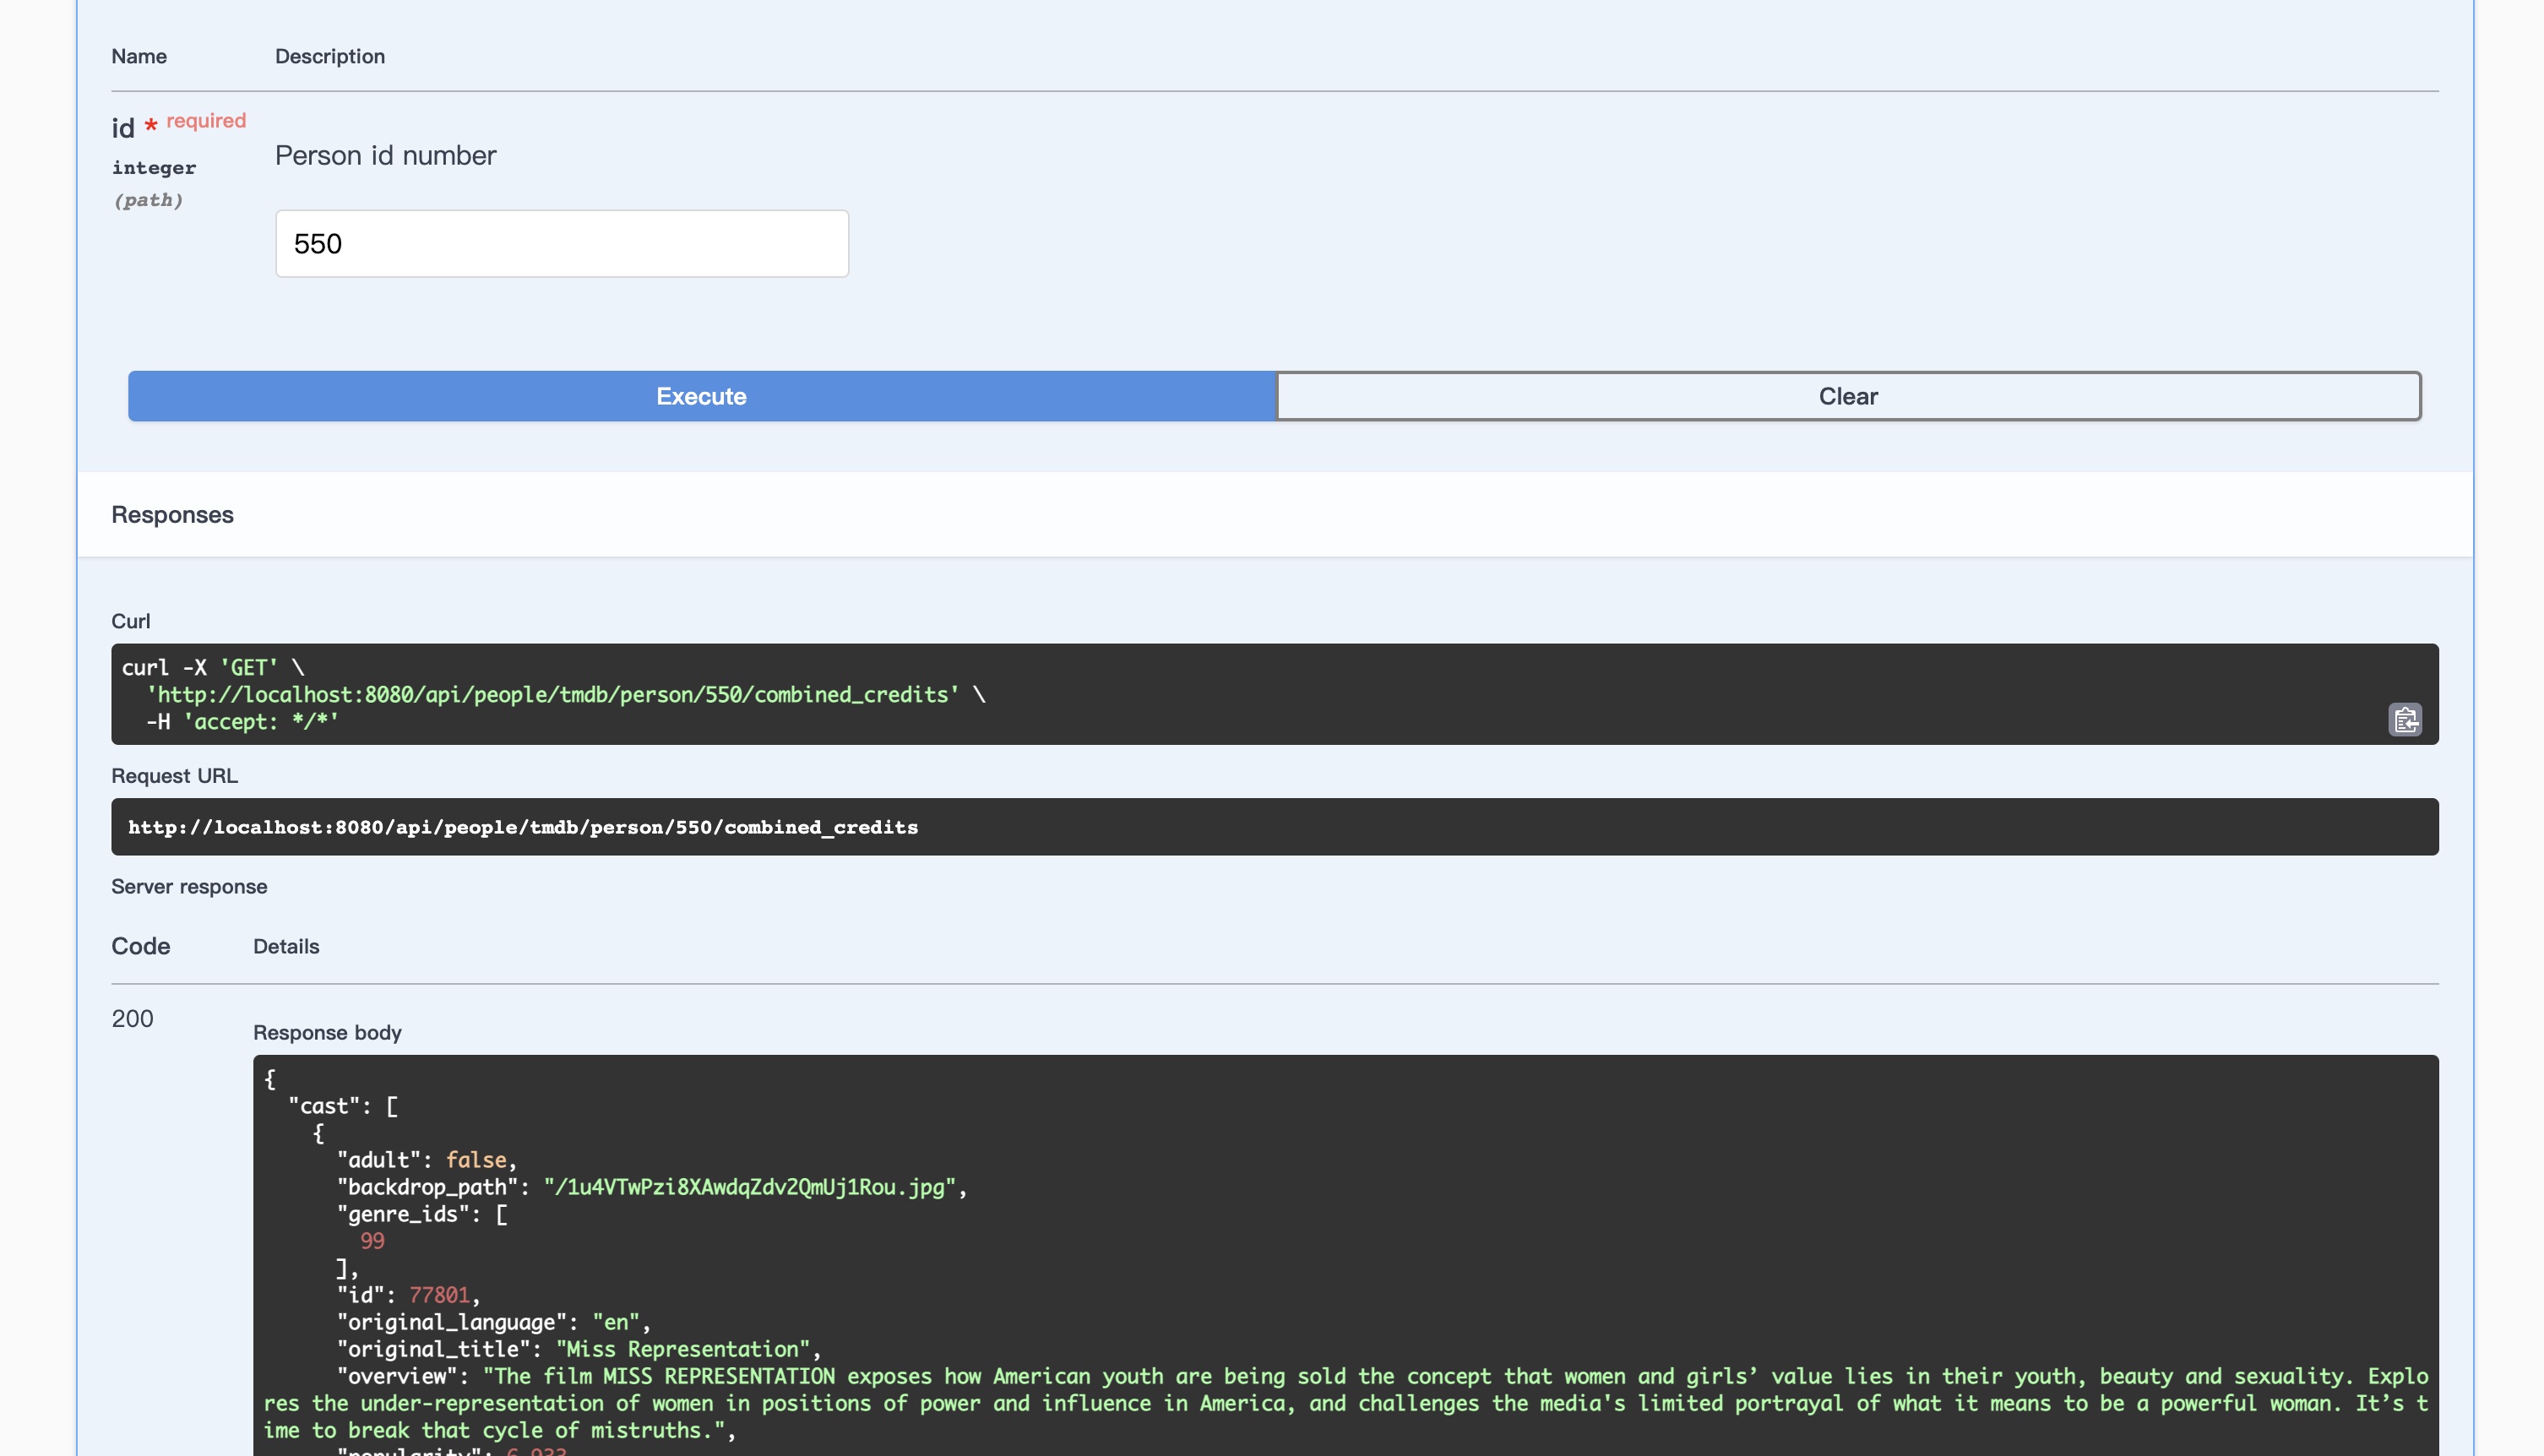 Name Description
id * required
Person id number
integer
(path)
550
Execute Clear
Responses
Curl
curl -X 'GET' \
'http://localhost:8080/api/people/tmdb/person/550/combined_credits' \
-H 'accept: */*'
Request URL
http://localhost:8080/api/people/tmdb/person/550/combined_credits
Server response
Code Details
200
Response body
{
"cast": [
{
"adult": false,
"backdrop_path": "/1u4VTwPzi8XAwdqZdv2QmUj1Rou.jpg",
"genre_ids": [
99
],
"id": 77801,
"original_language": "en",
"original_title": "Miss Representation",
"overview": "The film MISS REPRESENTATION exposes how American youth are being sold the concept that women and girls’ value lies in their youth, beauty and sexuality. Explo
res the under-representation of women in positions of power and influence in America, and challenges the media's limited portrayal of what it means to be a powerful woman. It’s t
ime to break that cycle of mistruths.",
"popularity": 6.933